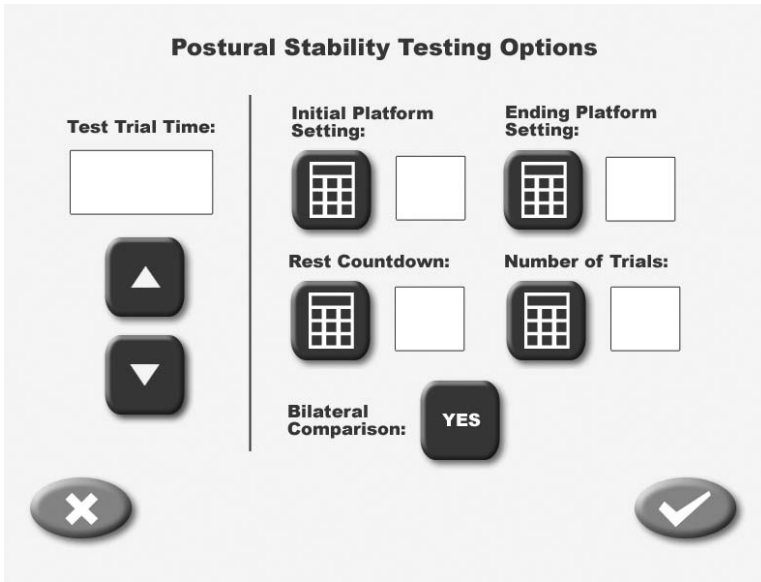 Postural Stability Testing Options
Test Trial Time:
Initial Platform
Setting:
Ending Platform
Setting:
Rest Countdown:
Number of Trials:
Bilateral
Comparison:
YES